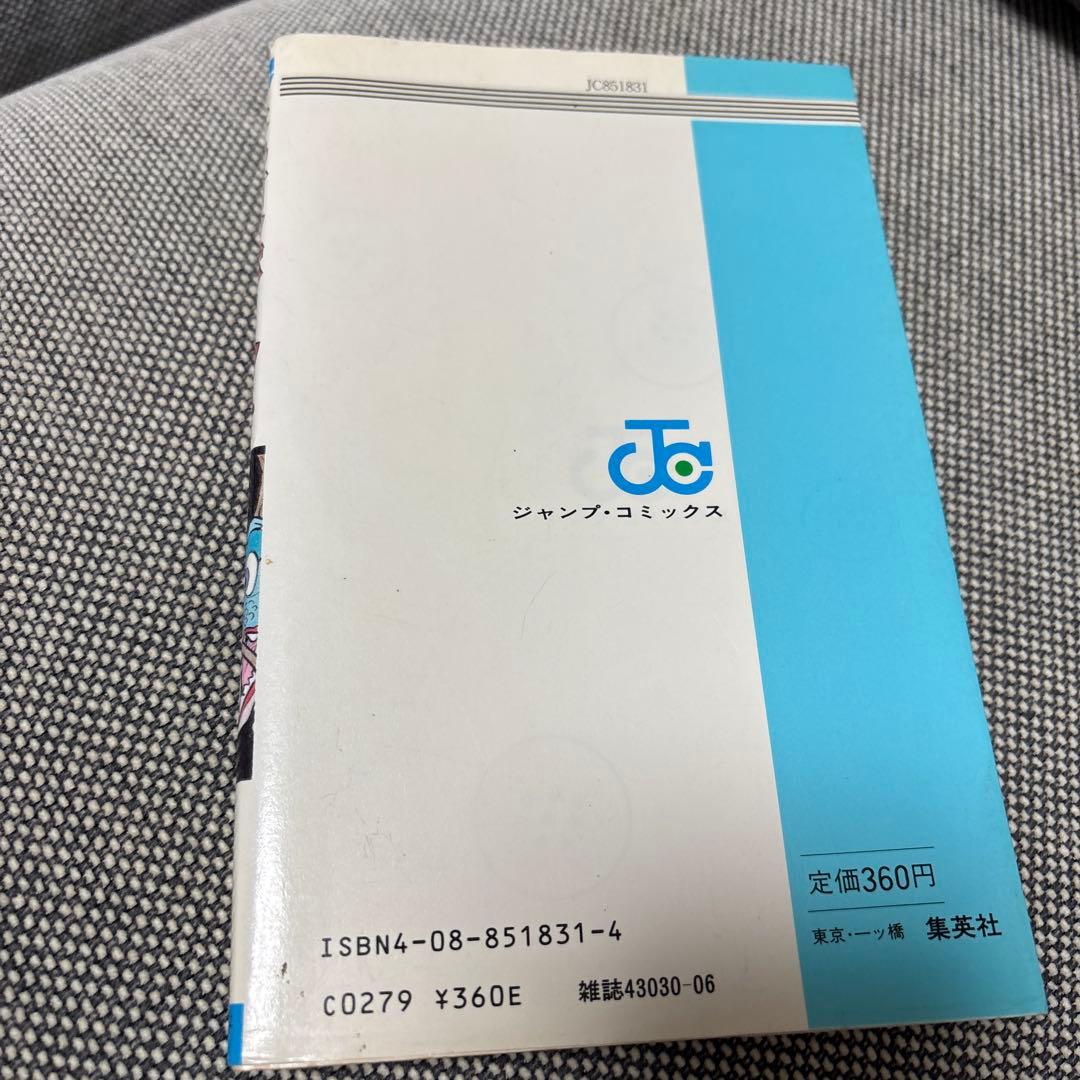 JC851831
JC
ジャンプ・コミックス
定価360円
東京・一ツ橋 集英社
ISBN4-08-851831-4
C0279 ¥360E 雑誌43030-06